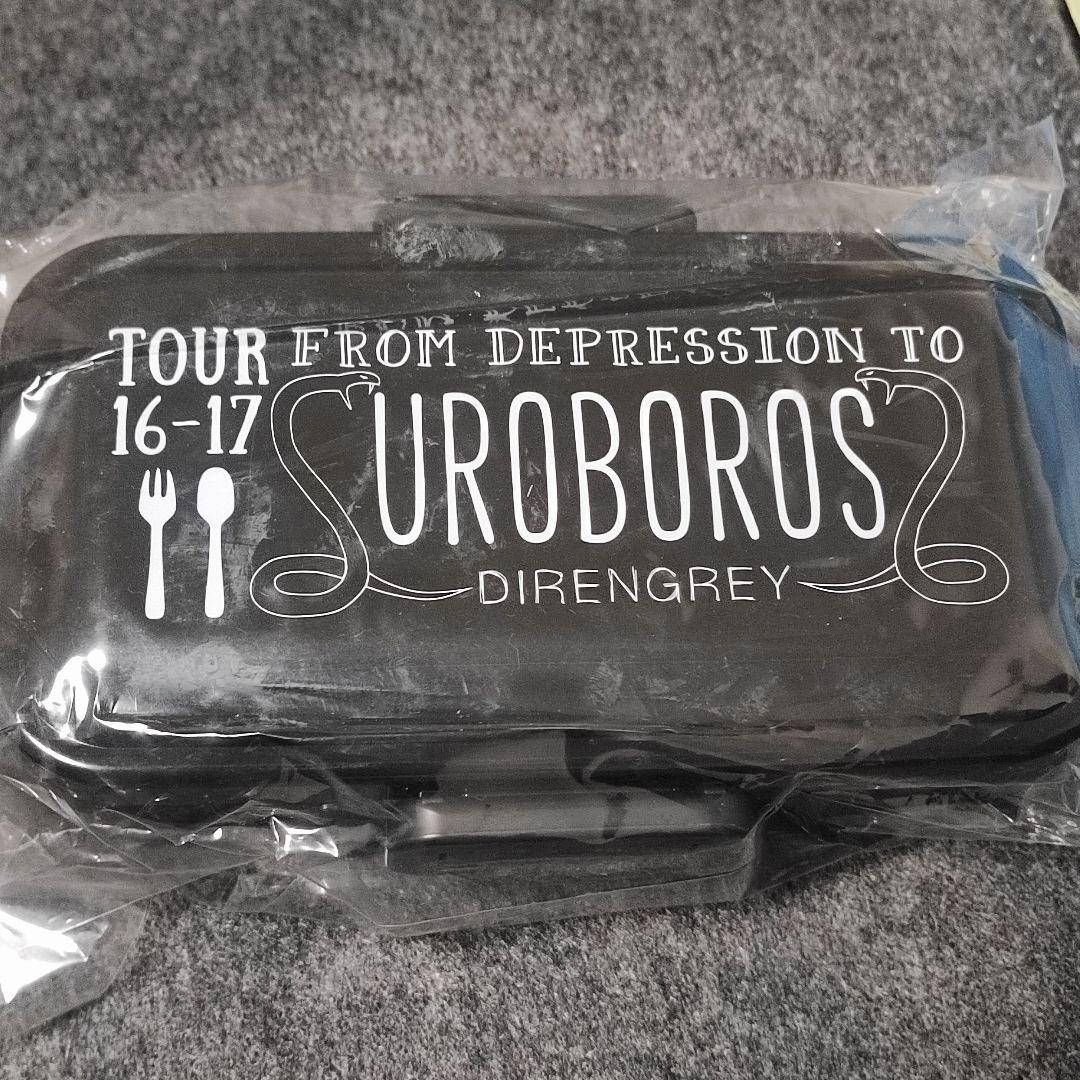 TOUR FROM DEPRESSION TO
16-17 UROBOROS
DIRENGREY